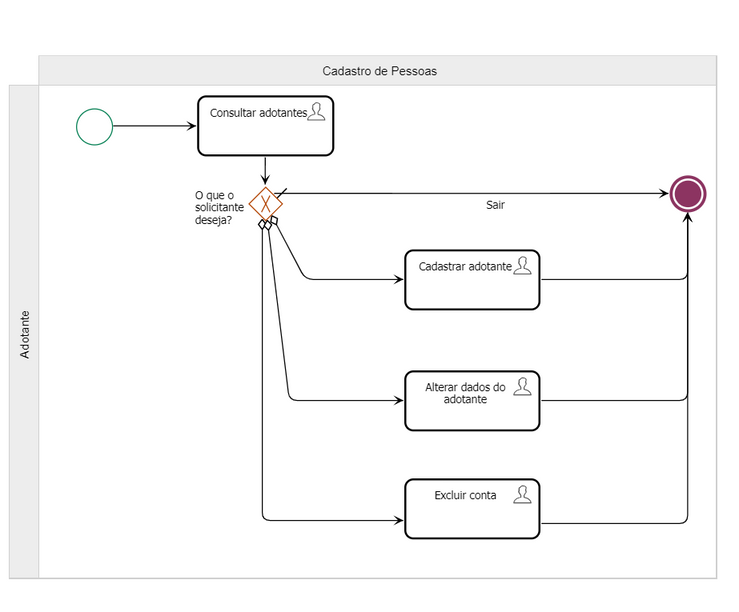 Cadastro de Pessoas
Adotante
Consultar adotantes
O que o
solicitante
deseja?
Sair
Cadastrar adotante
Alterar dados do
adotante
Excluir conta